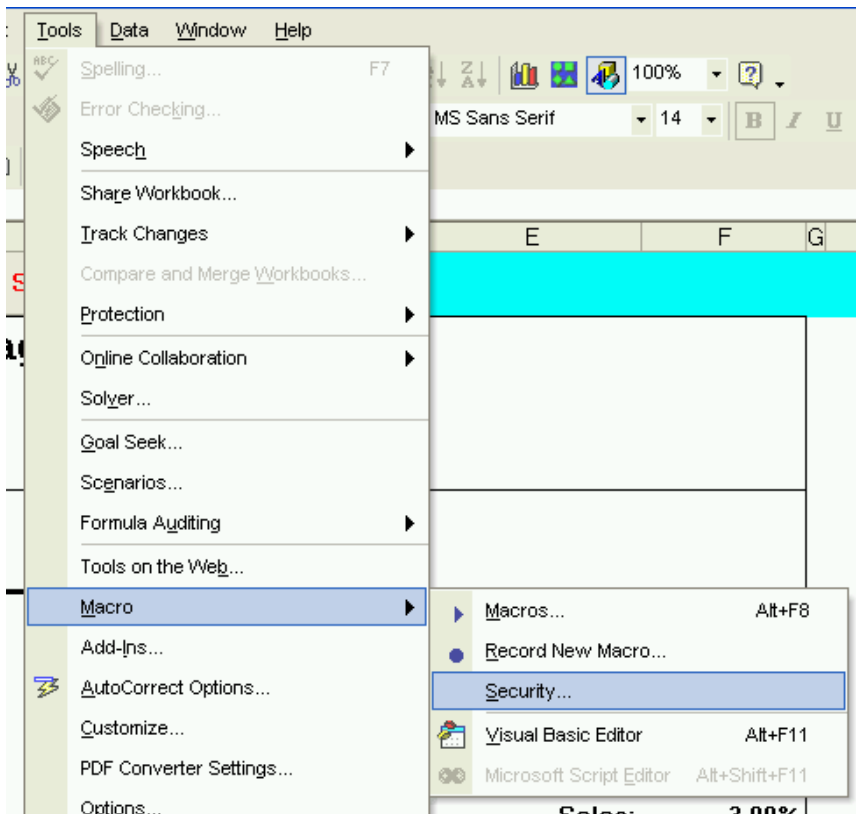 Tools Data Window Help
ABC Spelling... F7
Z A 100%
Error Checking...
MS Sans Serif 14 B I U
Speech
Share Workbook...
Track Changes
E F G
Compare and Merge Workbooks...
Protection
Online Collaboration
Solver...
Goal Seek...
Scenarios...
Formula Auditing
Tools on the Web...
Macro
Macros... Alt+F8
Add-Ins...
Record New Macro...
AutoCorrect Options...
Security...
Customize...
Visual Basic Editor Alt+F11
PDF Converter Settings...
Microsoft Script Editor Alt+Shift+F11
Options...
Sales: 3.00%